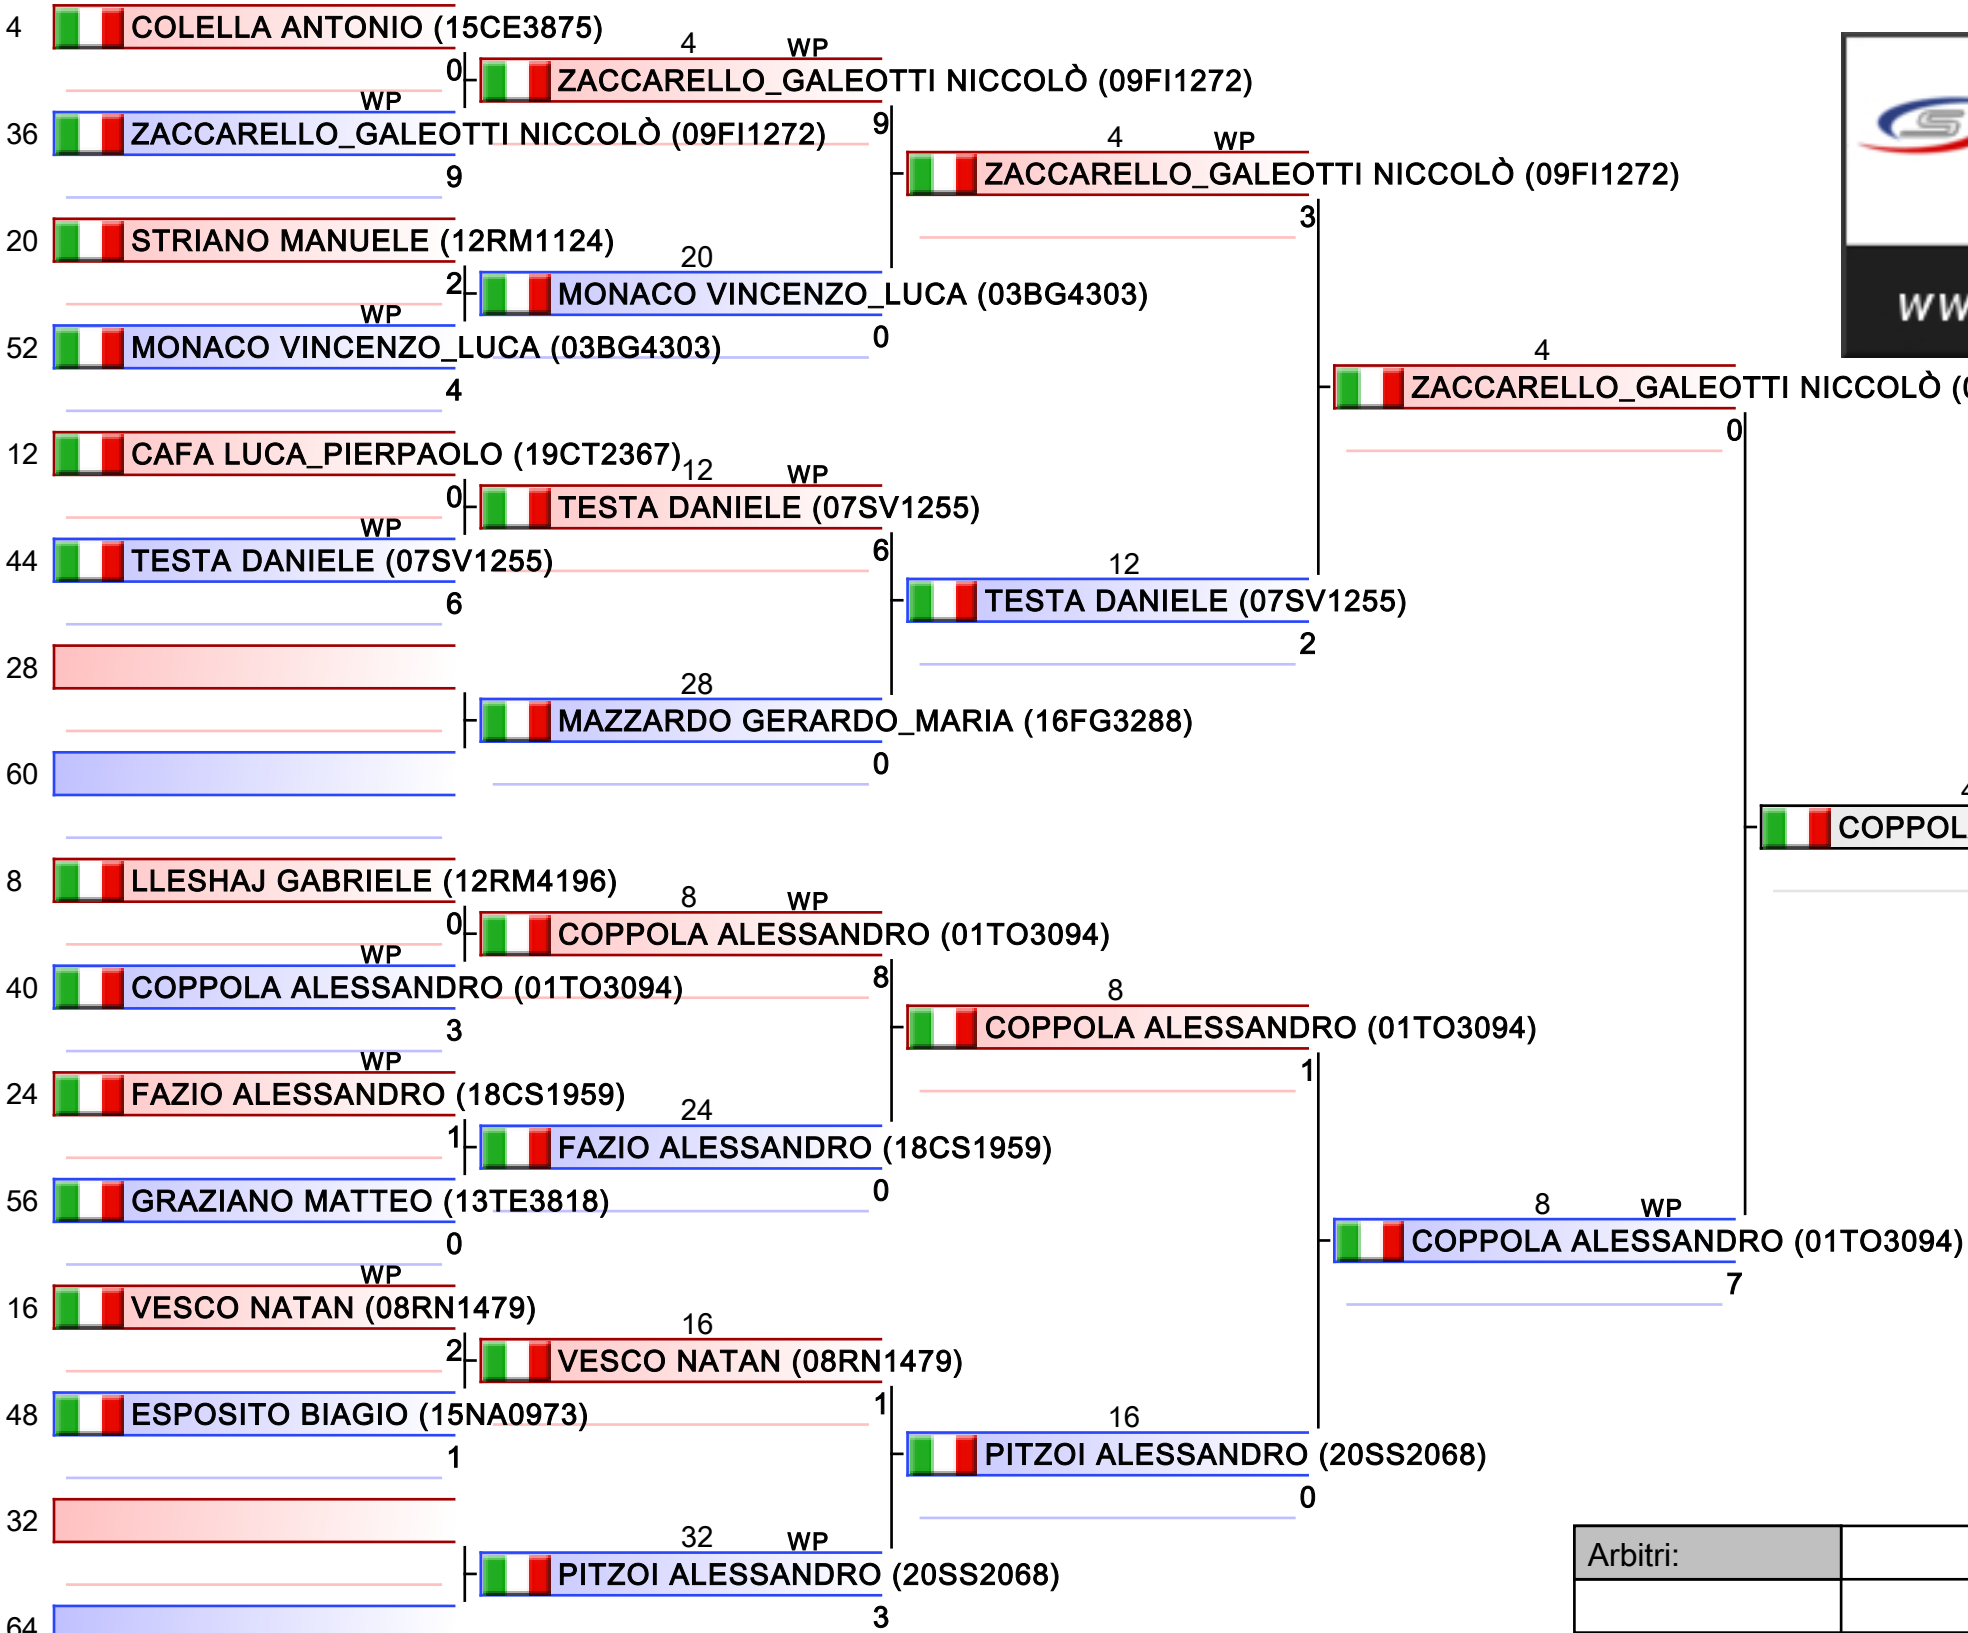 4 COLELLA ANTONIO (15CE3875)
0
WP
36 ZACCARELLO_GALEOTTI NICCOLÒ (09FI1272)
9
20 STRIANO MANUELE (12RM1124)
2
WP
52 MONACO VINCENZO_LUCA (03BG4303)
4
12 CAFA LUCA_PIERPAOLO (19CT2367)
0
WP
44 TESTA DANIELE (07SV1255)
6
28
60
8 LLESHAJ GABRIELE (12RM4196)
0
WP
40 COPPOLA ALESSANDRO (01TO3094)
3
WP
24 FAZIO ALESSANDRO (18CS1959)
1
56 GRAZIANO MATTEO (13TE3818)
0
WP
16 VESCO NATAN (08RN1479)
2
48 ESPOSITO BIAGIO (15NA0973)
1
32
64
4 WP
ZACCARELLO_GALEOTTI NICCOLÒ (09FI1272)
9
20
MONACO VINCENZO_LUCA (03BG4303)
0
12 WP
TESTA DANIELE (07SV1255)
6
28
MAZZARDO GERARDO_MARIA (16FG3288)
0
8 WP
COPPOLA ALESSANDRO (01TO3094)
8
24
FAZIO ALESSANDRO (18CS1959)
0
16
VESCO NATAN (08RN1479)
1
32 WP
PITZOI ALESSANDRO (20SS2068)
3
4 WP
ZACCARELLO_GALEOTTI NICCOLÒ (09FI1272)
3
12
TESTA DANIELE (07SV1255)
2
8
COPPOLA ALESSANDRO (01TO3094)
1
16
PITZOI ALESSANDRO (20SS2068)
0
4
ZACCARELLO_GALEOTTI NICCOLÒ (
0
8 WP
COPPOLA ALESSANDRO (01TO3094)
7
COPPOL
Arbitri: